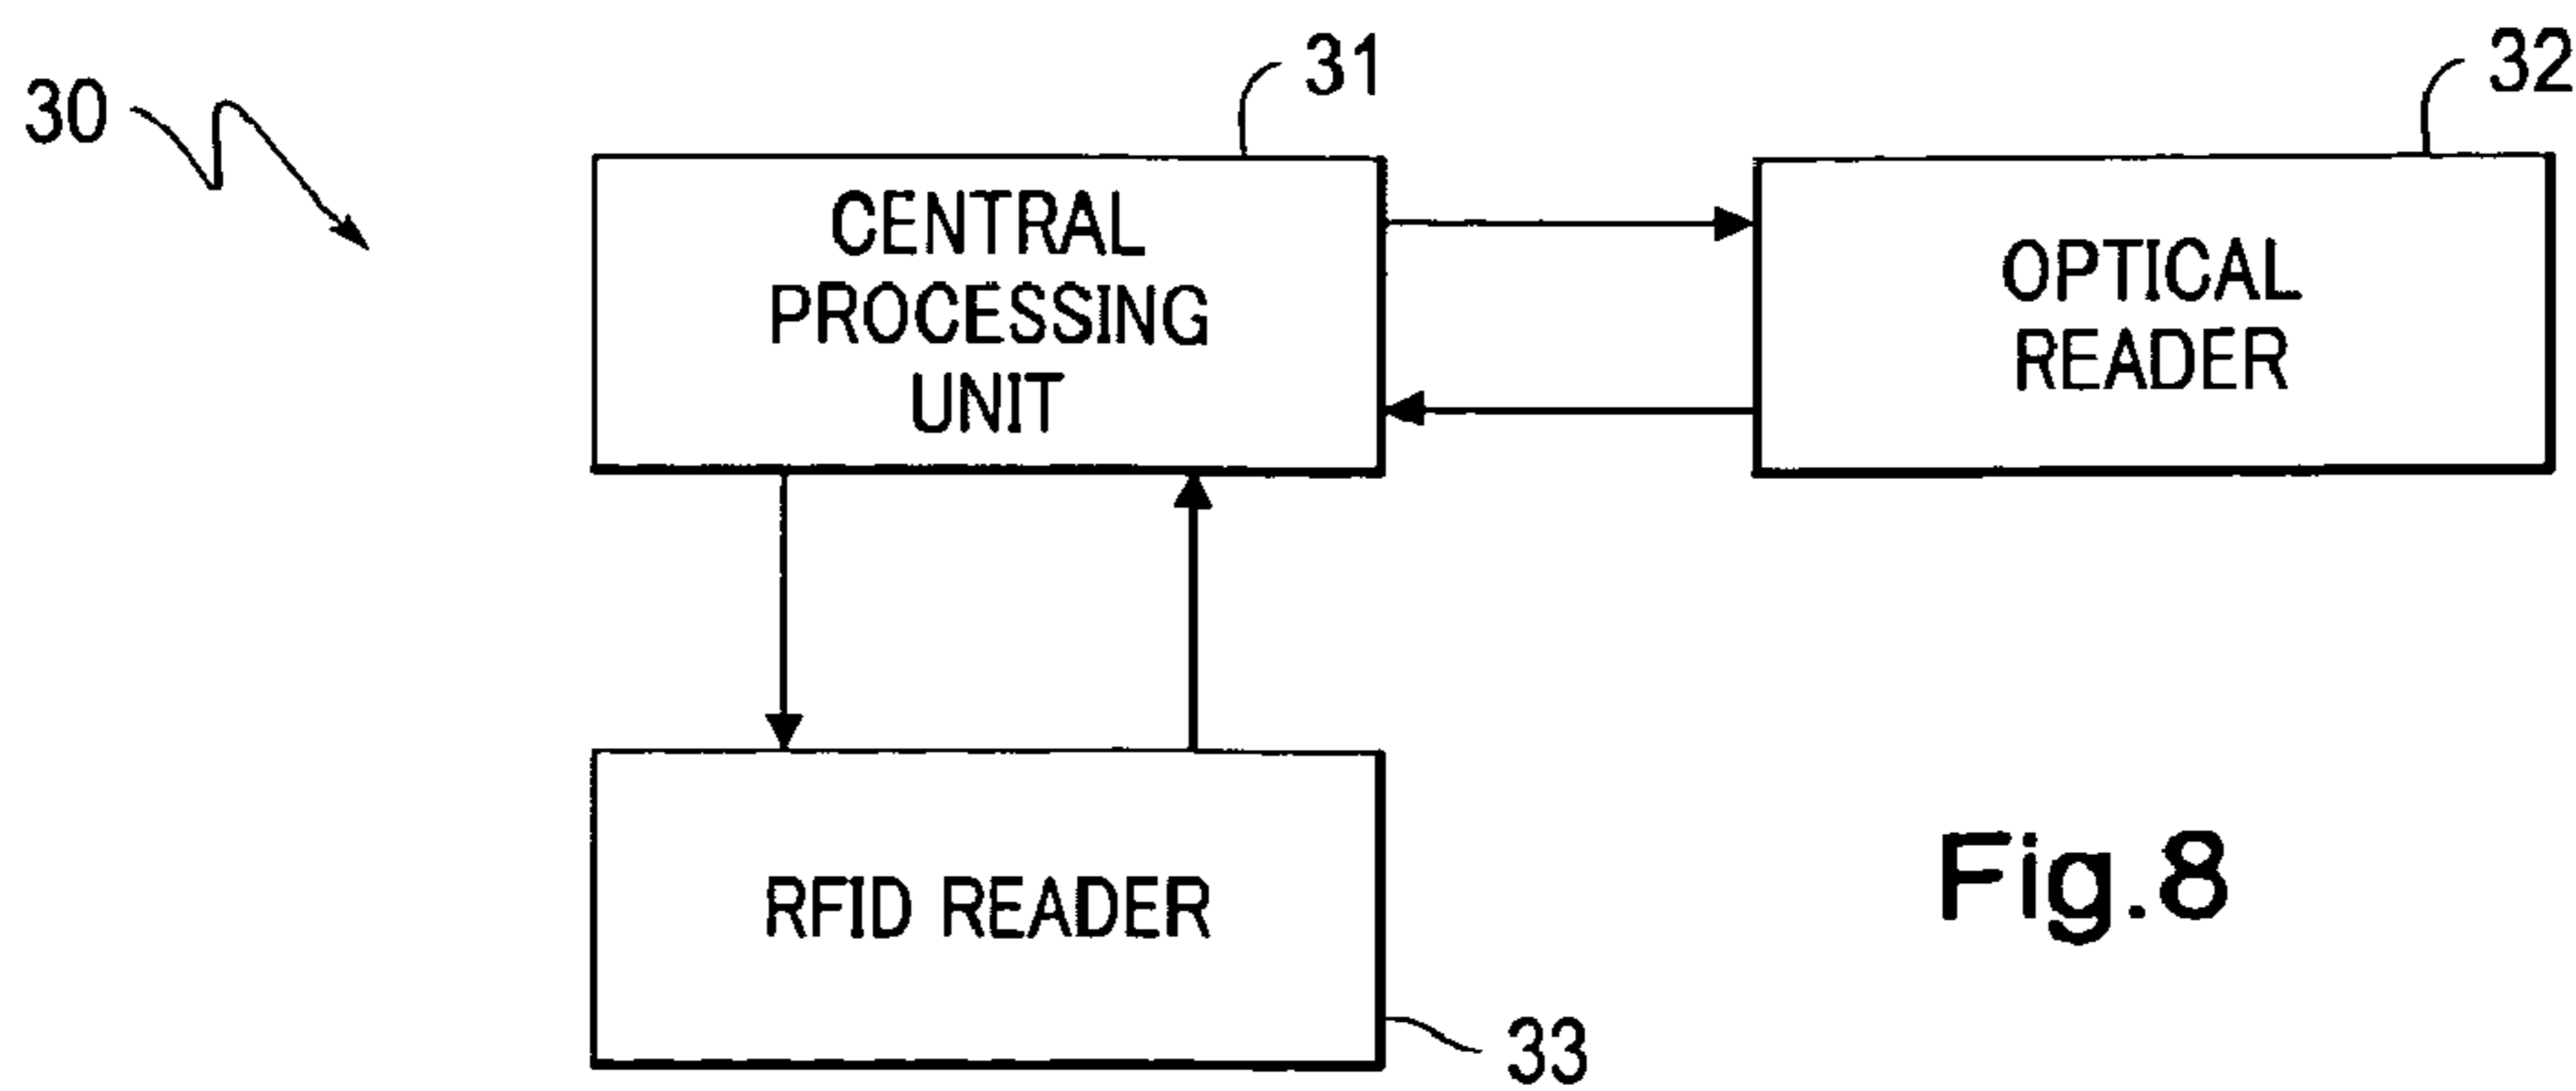 30
31
32
CENTRAL
PROCESSING
UNIT
OPTICAL
READER
RFID READER
33
Fig.8